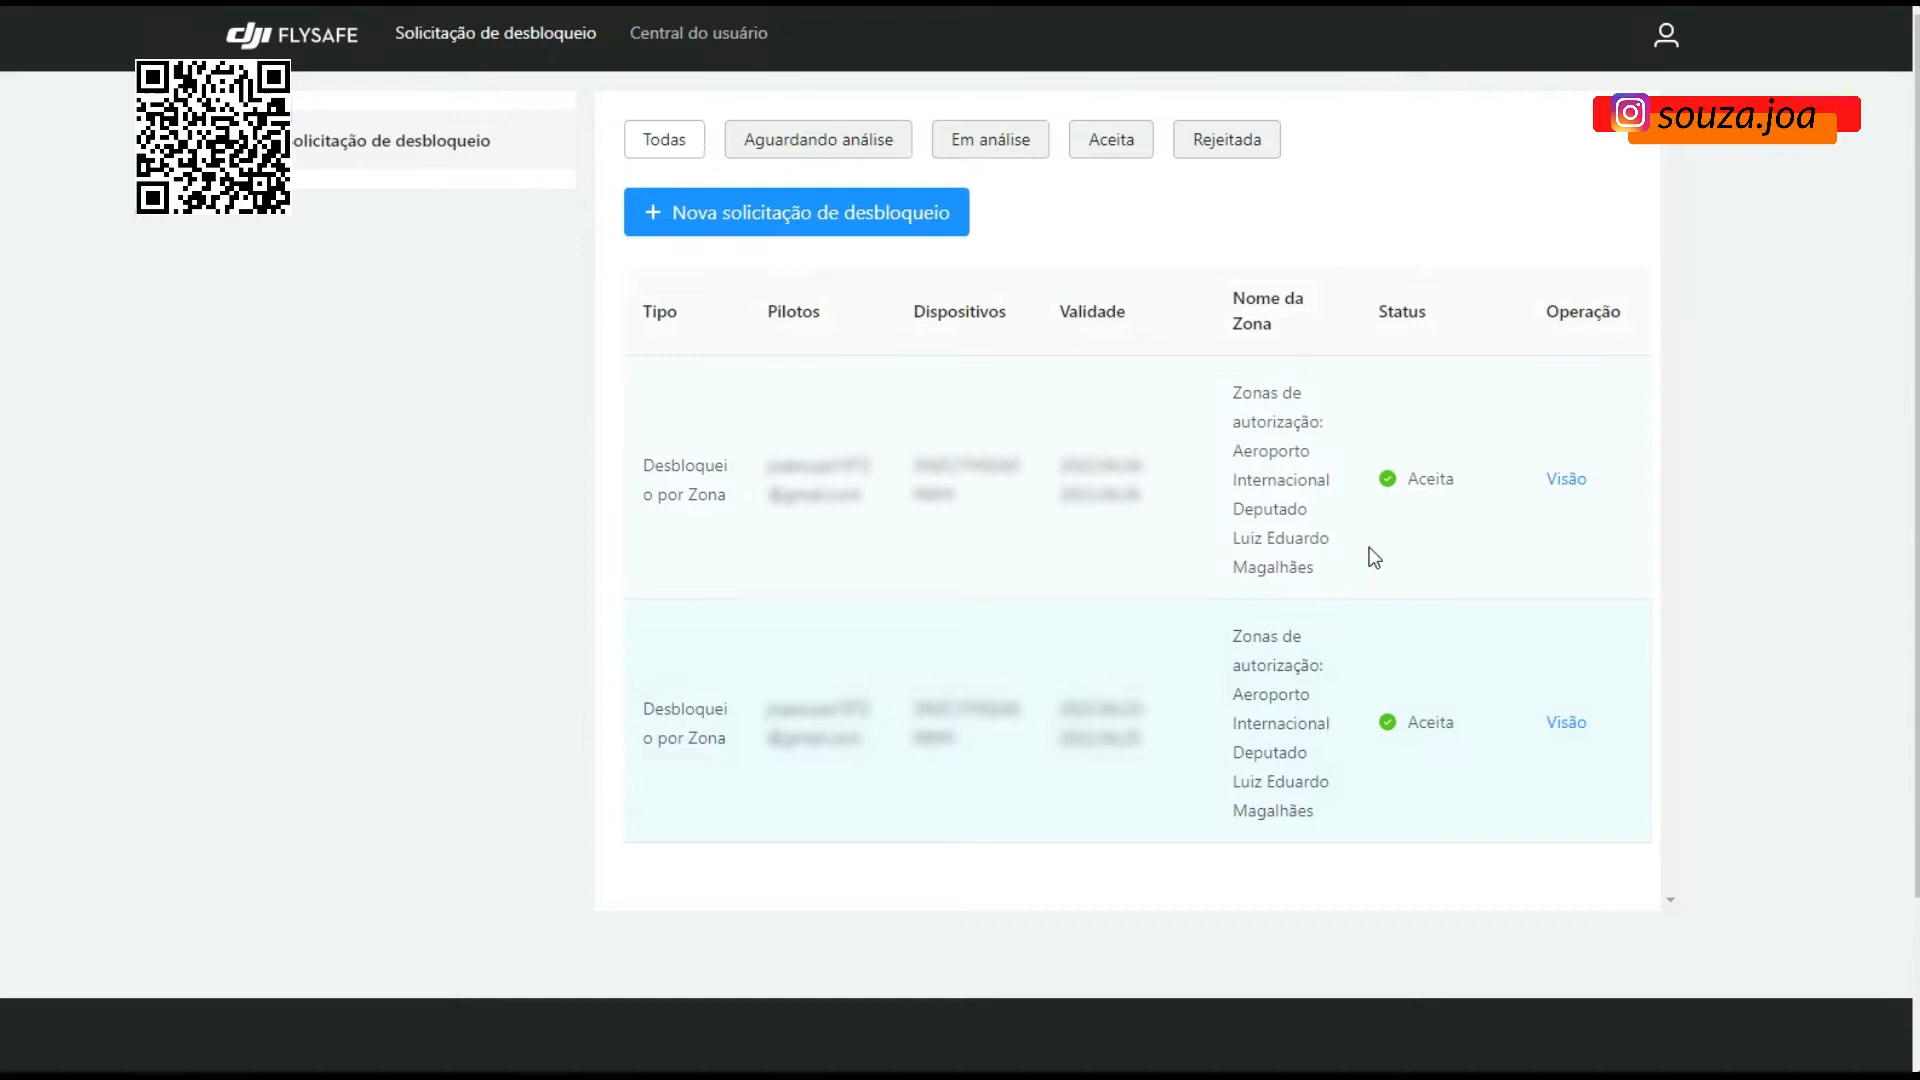 dji FLYSAFE
Solicitação de desbloqueio
Central do usuário
souza.joa
olicitação de desbloqueio
Todas
Aguardando análise
Em análise
Aceita
Rejeitada
+ Nova solicitação de desbloqueio
Tipo
Pilotos
Dispositivos
Validade
Nome da
Zona
Status
Operação
Desbloquei
o por Zona
Zonas de
autorização:
Aeroporto
Internacional
Deputado
Luiz Eduardo
Magalhães
Aceita
Visão
Desbloquei
o por Zona
Zonas de
autorização:
Aeroporto
Internacional
Deputado
Luiz Eduardo
Magalhães
Aceita
Visão